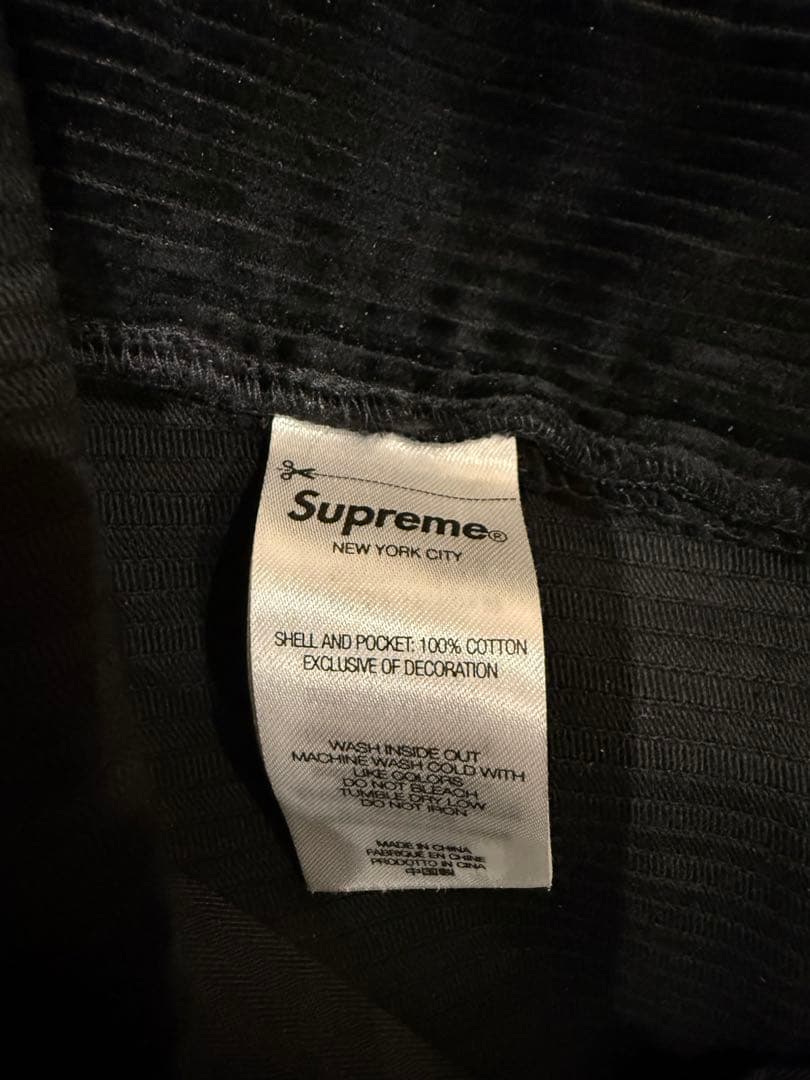 Supreme®
NEW YORK CITY
SHELL AND POCKET: 100% COTTON
EXCLUSIVE OF DECORATION
WASH INSIDE OUT
MACHINE WASH COLD WITH
LIKE COLORS
DO NOT BLEACH
TUMBLE DRY LOW
DO NOT IRON
MADE IN CHINA
FABRIQUÉ EN CHINE
PRODOTTO IN CINA
中国製